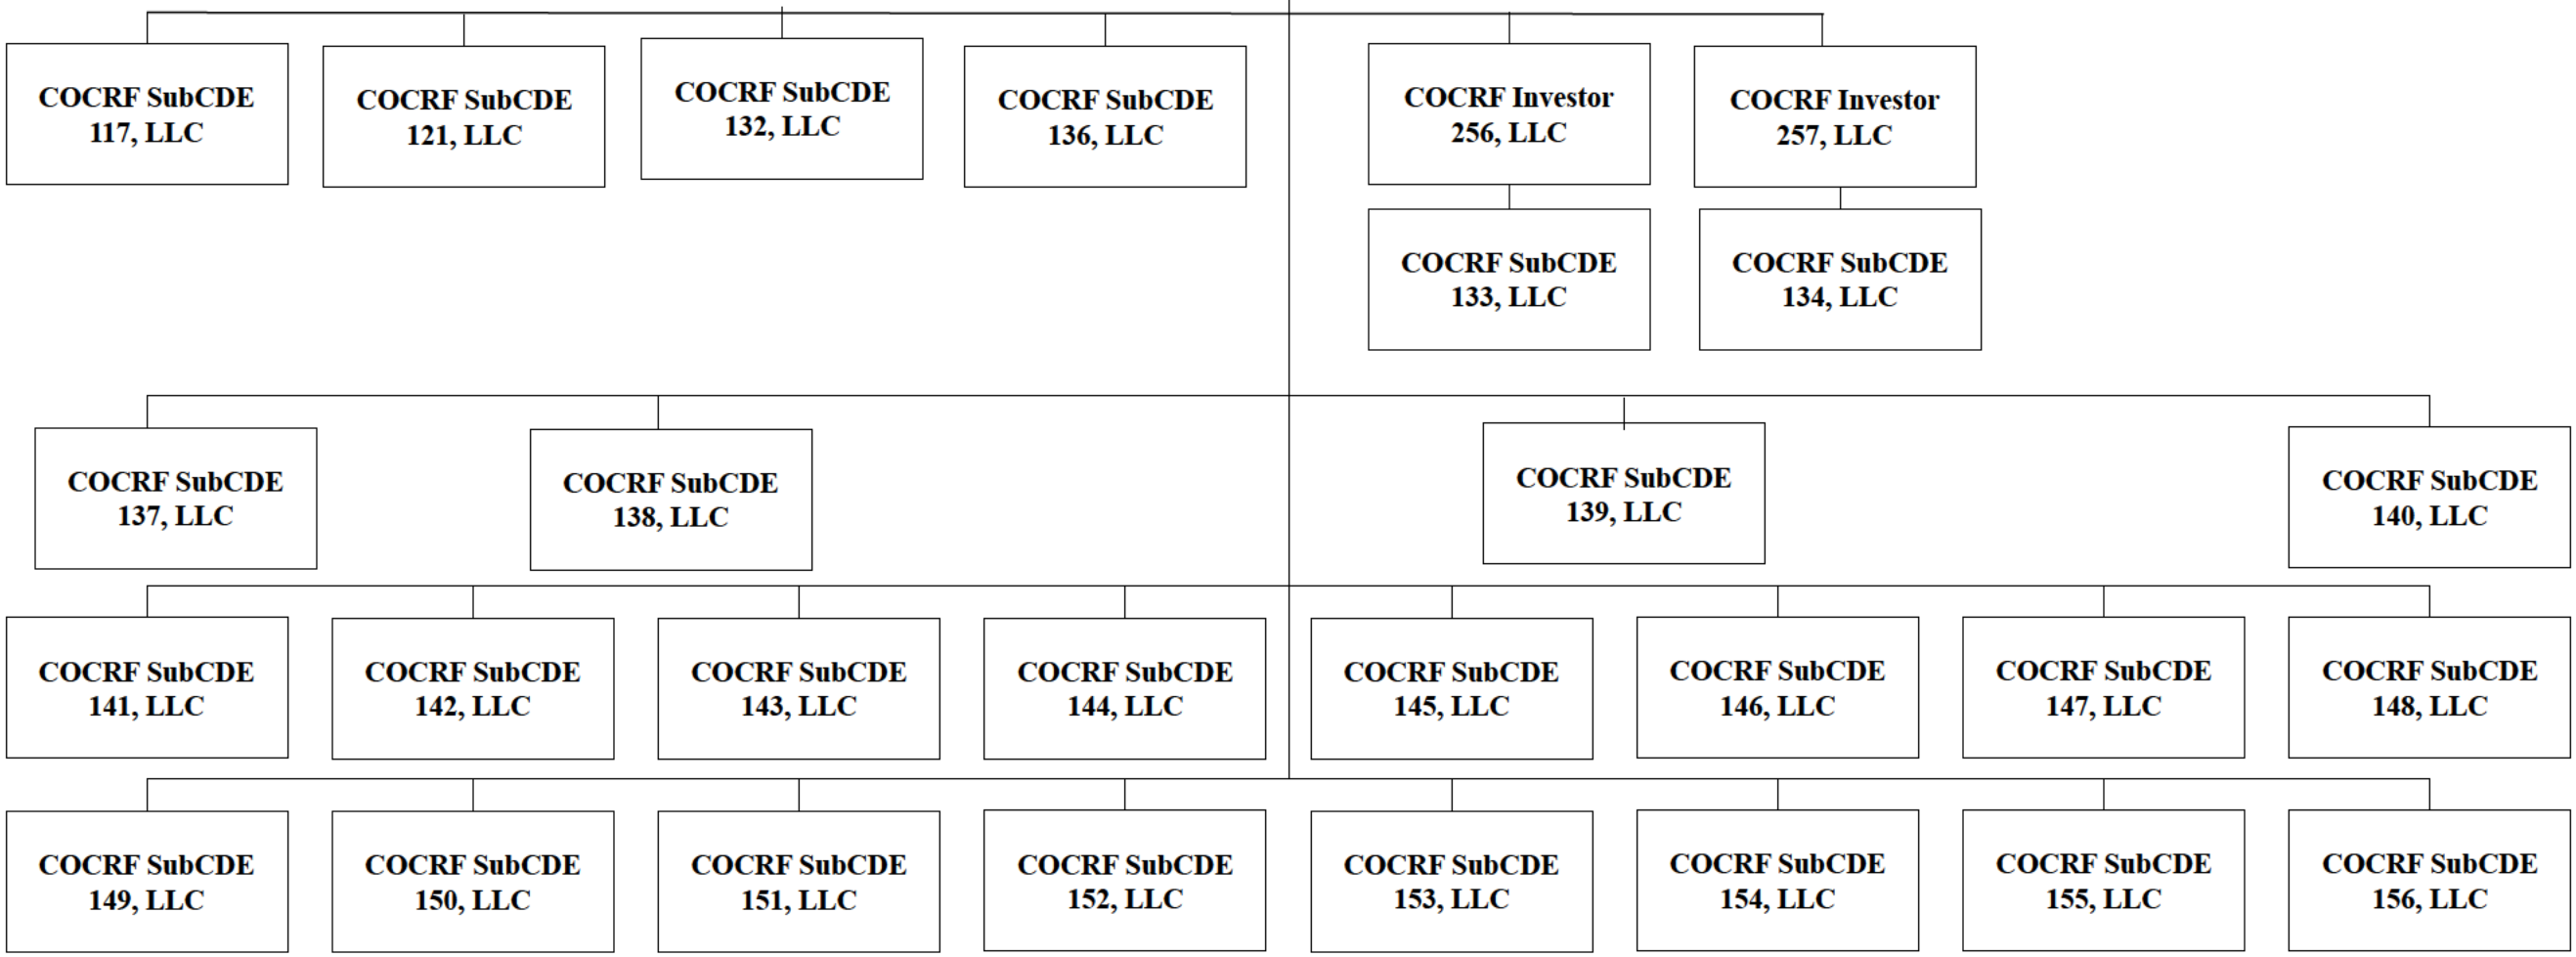 COCRF SubCDE
117, LLC
COCRF SubCDE
121, LLC
COCRF SubCDE
132, LLC
COCRF SubCDE
136, LLC
COCRF Investor
256, LLC
COCRF Investor
257, LLC
COCRF SubCDE
133, LLC
COCRF SubCDE
134, LLC
COCRF SubCDE
137, LLC
COCRF SubCDE
138, LLC
COCRF SubCDE
139, LLC
COCRF SubCDE
140, LLC
COCRF SubCDE
141, LLC
COCRF SubCDE
142, LLC
COCRF SubCDE
143, LLC
COCRF SubCDE
144, LLC
COCRF SubCDE
145, LLC
COCRF SubCDE
146, LLC
COCRF SubCDE
147, LLC
COCRF SubCDE
148, LLC
COCRF SubCDE
149, LLC
COCRF SubCDE
150, LLC
COCRF SubCDE
151, LLC
COCRF SubCDE
152, LLC
COCRF SubCDE
153, LLC
COCRF SubCDE
154, LLC
COCRF SubCDE
155, LLC
COCRF SubCDE
156, LLC